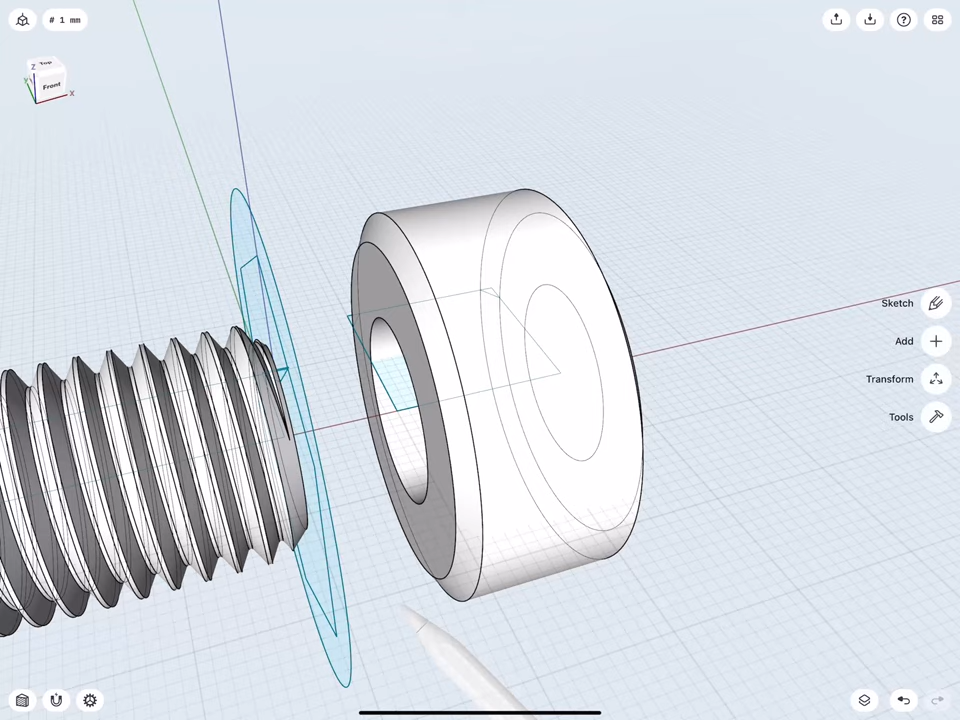 # 1 mm
Top
Z
Y
Front
X
Sketch
Add
Transform
Tools